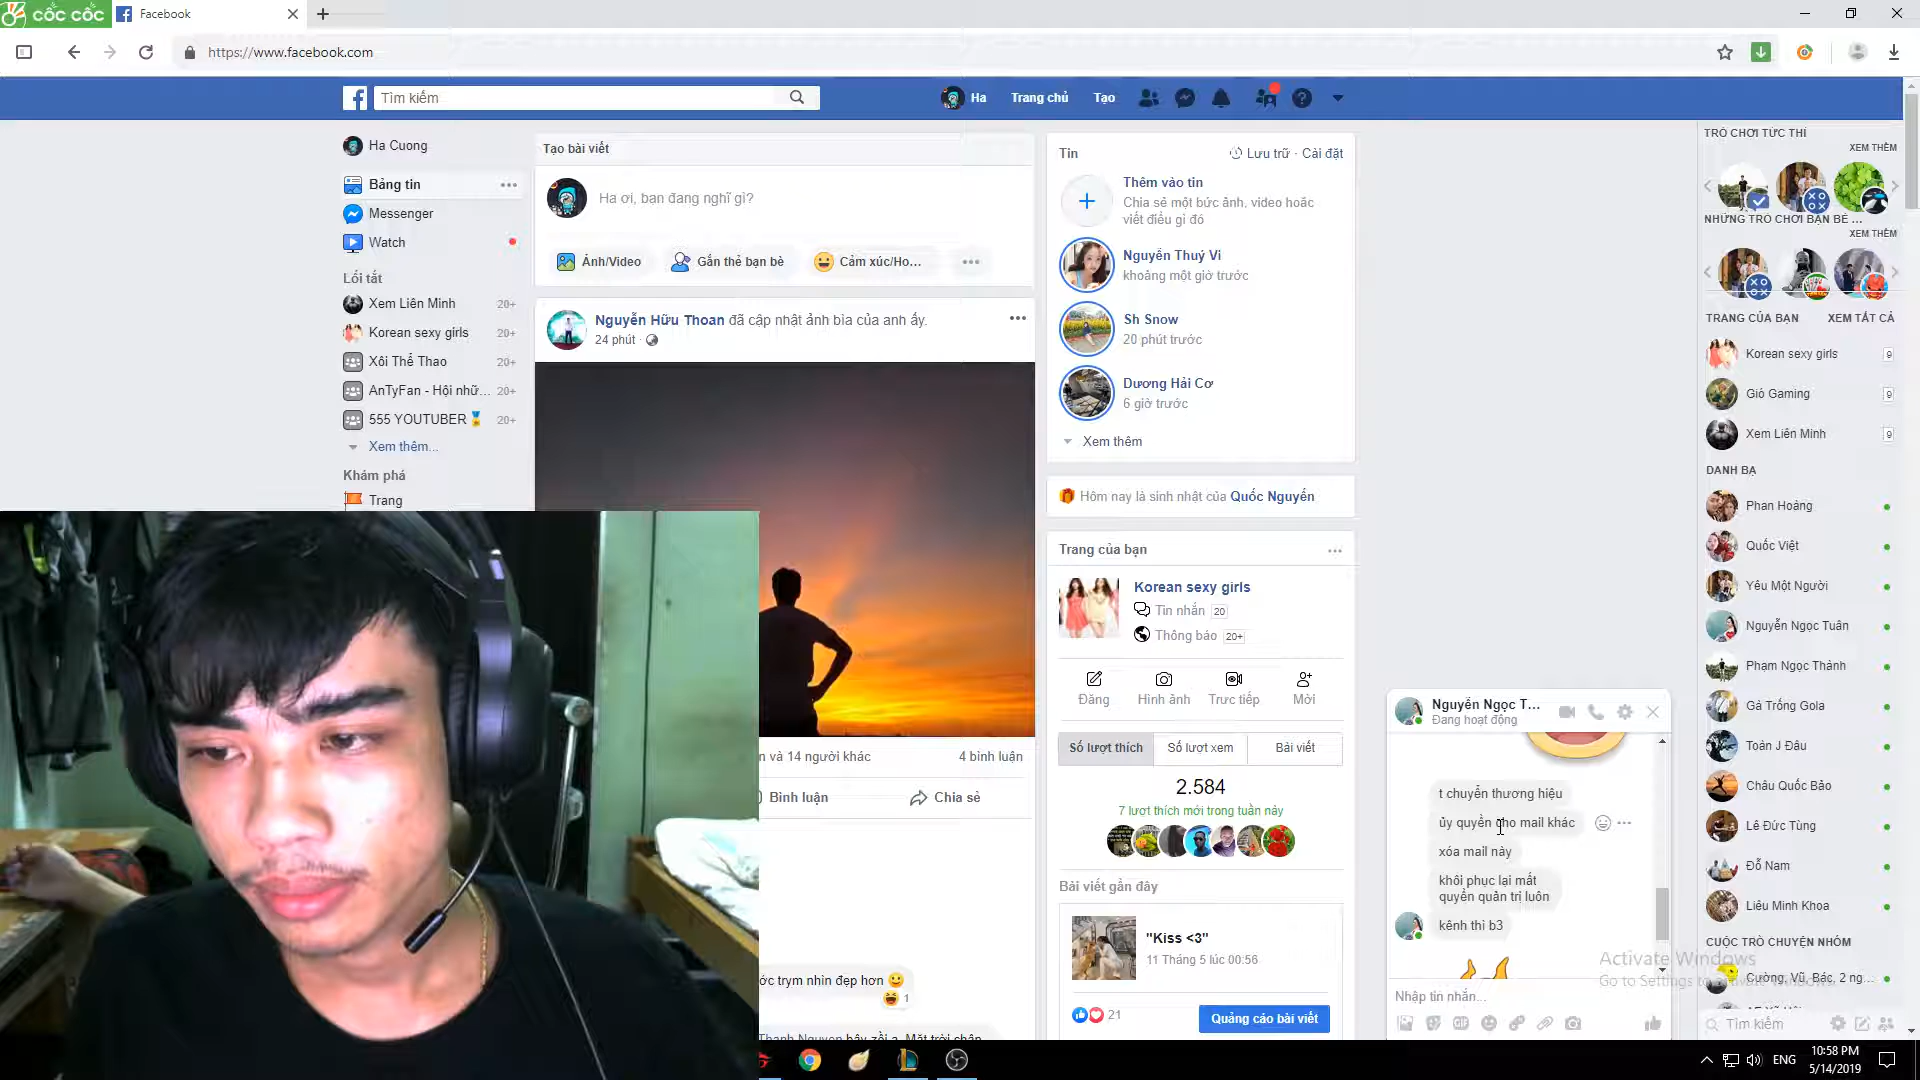 cốc cốc
Facebook
https://www.facebook.com
Tìm kiếm
Ha
Trang chủ
Tạo
Ha Cuong
Bảng tin
Messenger
Watch
Lối tắt
Xem Liên Minh 20+
Korean sexy girls 20+
Xôi Thể Thao 20+
AnTyFan - Hội nhữ... 20+
555 YOUTUBER 20+
Xem thêm...
Khám phá
Trang
Tạo bài viết
Ha ơi, bạn đang nghĩ gì?
Ảnh/Video
Gắn thẻ bạn bè
Cảm xúc/Ho...
Nguyễn Hữu Thoan đã cập nhật ảnh bìa của anh ấy.
24 phút
n và 14 người khác
4 bình luận
Bình luận
Chia sẻ
ớc trym nhìn đẹp hơn
1
Tin
Lưu trữ · Cài đặt
Thêm vào tin
Chia sẻ một bức ảnh, video hoặc
viết điều gì đó
Nguyễn Thuý Vi
khoảng một giờ trước
Sh Snow
20 phút trước
Dương Hải Cơ
6 giờ trước
Xem thêm
Hôm nay là sinh nhật của Quốc Nguyễn
Trang của bạn
Korean sexy girls
Tin nhắn 20
Thông báo 20+
Đăng
Hình ảnh
Trực tiếp
Mời
Số lượt thích
Số lượt xem
Bài viết
2.584
7 lượt thích mới trong tuần này
Bài viết gần đây
"Kiss <3"
11 Tháng 5 lúc 00:56
21
Quảng cáo bài viết
Nguyễn Ngọc T...
Đang hoạt động
t chuyển thương hiệu
ủy quyền cho mail khác
xóa mail này
khôi phục lại mất
quyền quản trị luôn
kênh thì b3
Nhập tin nhắn...
GIF
TRÒ CHƠI TỨC THÌ
XEM THÊM
NHỮNG TRÒ CHƠI BẠN BÈ ...
XEM THÊM
TRANG CỦA BẠN
XEM TẤT CẢ
Korean sexy girls 9
Gió Gaming 9
Xem Liên Minh 9
DANH BẠ
Phan Hoàng
Quốc Việt
Yêu Một Người
Nguyễn Ngọc Tuân
Phạm Ngọc Thành
Gà Trống Gola
Toản J Đâu
Châu Quốc Bảo
Lê Đức Tùng
Đỗ Nam
Liêu Minh Khoa
CUỘC TRÒ CHUYỆN NHÓM
Cường, Vũ, Bác, 2 ng...
Tìm kiếm
Activate Windows
Go to Settings to activate Windows.
ENG
10:58 PM
5/14/2019